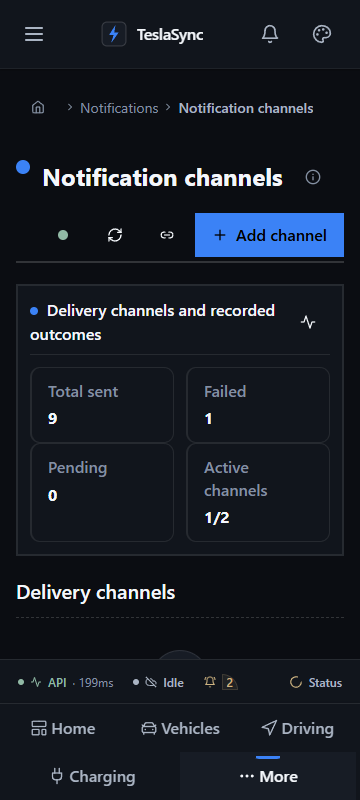 TeslaSync
Notifications
Notification channels
Notification channels
Add channel
Delivery channels and recorded
outcomes
Total sent
9
Failed
1
Pending
0
Active
channels
1/2
Delivery channels
API · 199ms
Idle
2
Status
Home
Vehicles
Driving
Charging
More